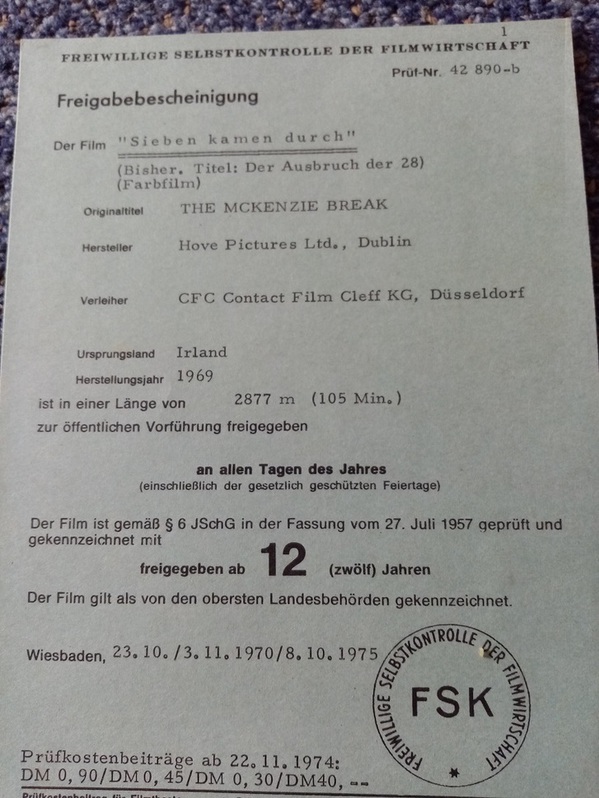 1
FREIWILLIGE SELBSTKONTROLLE DER FILMWIRTSCHAFT
Prüf-Nr. 42 890-b
Freigabebescheinigung
Der Film "Sieben kamen durch"
(Bisher. Titel: Der Ausbruch der 28)
(Farbfilm)
Originaltitel THE MCKENZIE BREAK
Hersteller Hove Pictures Ltd., Dublin
Verleiher CFC Contact Film Cleff KG, Düsseldorf
Ursprungsland Irland
Herstellungsjahr 1969
ist in einer Länge von 2877 m (105 Min.)
zur öffentlichen Vorführung freigegeben
an allen Tagen des Jahres
(einschließlich der gesetzlich geschützten Feiertage)
Der Film ist gemäß § 6 JSchG in der Fassung vom 27. Juli 1957 geprüft und
gekennzeichnet mit
freigegeben ab 12 (zwölf) Jahren
Der Film gilt als von den obersten Landesbehörden gekennzeichnet.
Wiesbaden, 23.10./3.11.1970/8.10.1975
FREIWILLIGE SELBSTKONTROLLE DER FILMWIRTSCHAFT
FSK
Prüfkostenbeiträge ab 22.11.1974:
DM 0,90/DM 0,45/DM 0,30/DM40,--